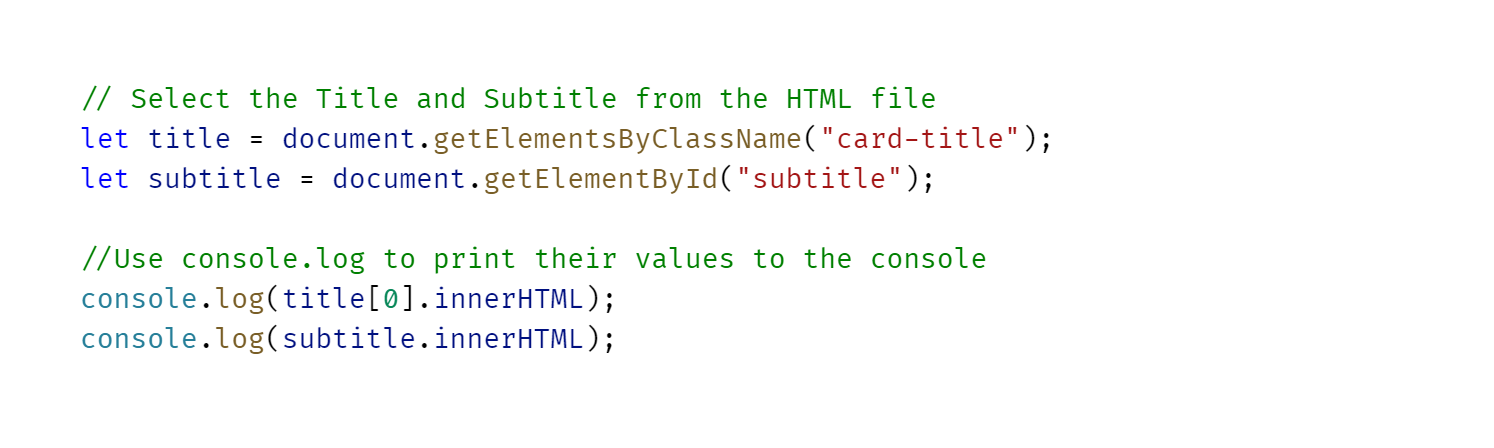 // Select the Title and Subtitle from the HTML file
let title = document.getElementsByClassName("card-title");
let subtitle = document.getElementById("subtitle");
//Use console.log to print their values to the console
console.log(title[0].innerHTML);
console.log(subtitle.innerHTML);